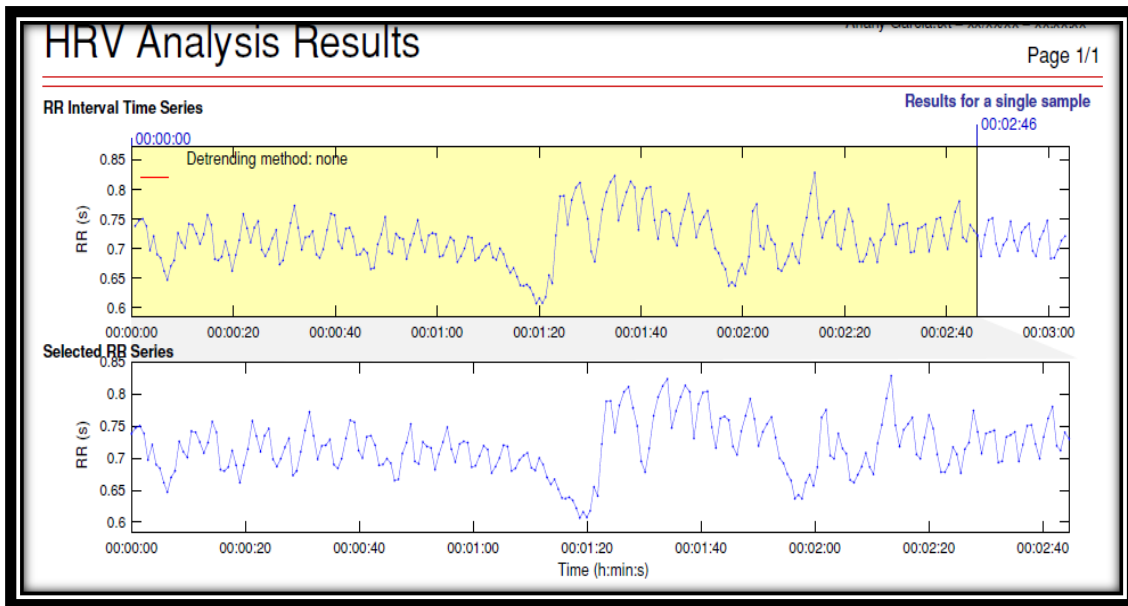 HRV Analysis Results
Page 1/1
RR Interval Time Series
Results for a single sample
00:00:00
00:02:46
Detrending method: none
0.85
0.8
0.75
0.7
0.65
0.6
RR (s)
00:00:00 00:00:20 00:00:40 00:01:00 00:01:20 00:01:40 00:02:00 00:02:20 00:02:40 00:03:00
Selected RR Series
0.85
0.8
0.75
0.7
0.65
0.6
RR (s)
00:00:00 00:00:20 00:00:40 00:01:00 00:01:20 00:01:40 00:02:00 00:02:20 00:02:40
Time (h:min:s)